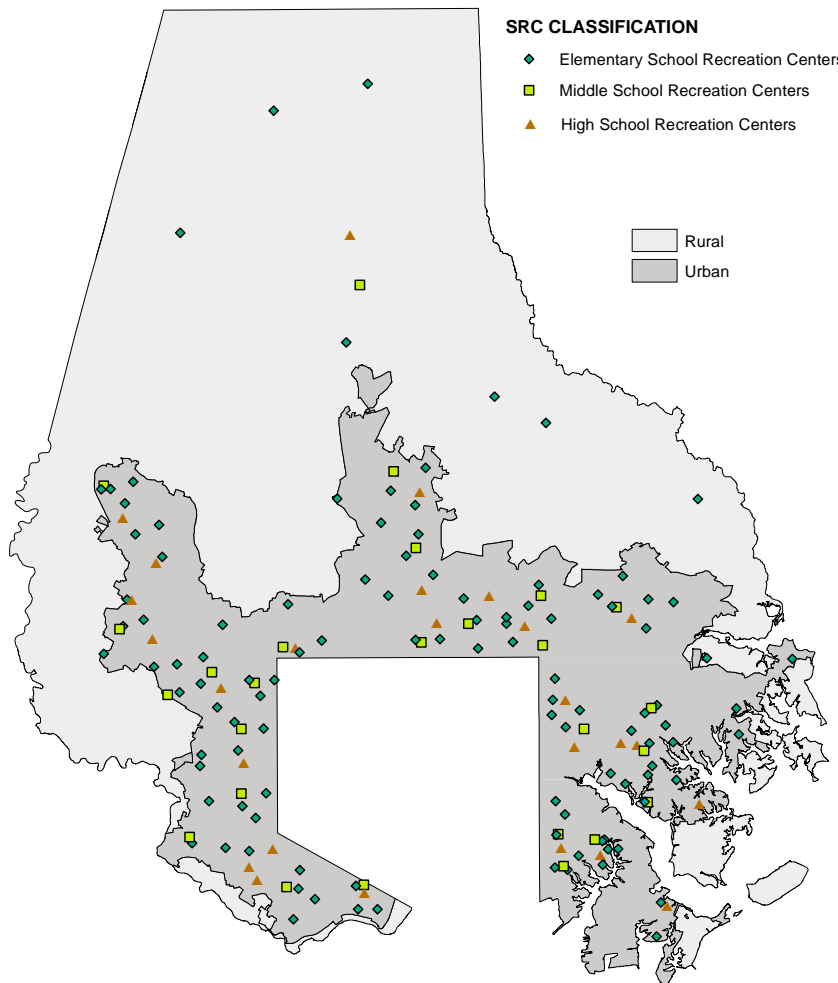 SRC CLASSIFICATION
Elementary School Recreation Centers
Middle School Recreation Centers
High School Recreation Centers
Rural
Urban